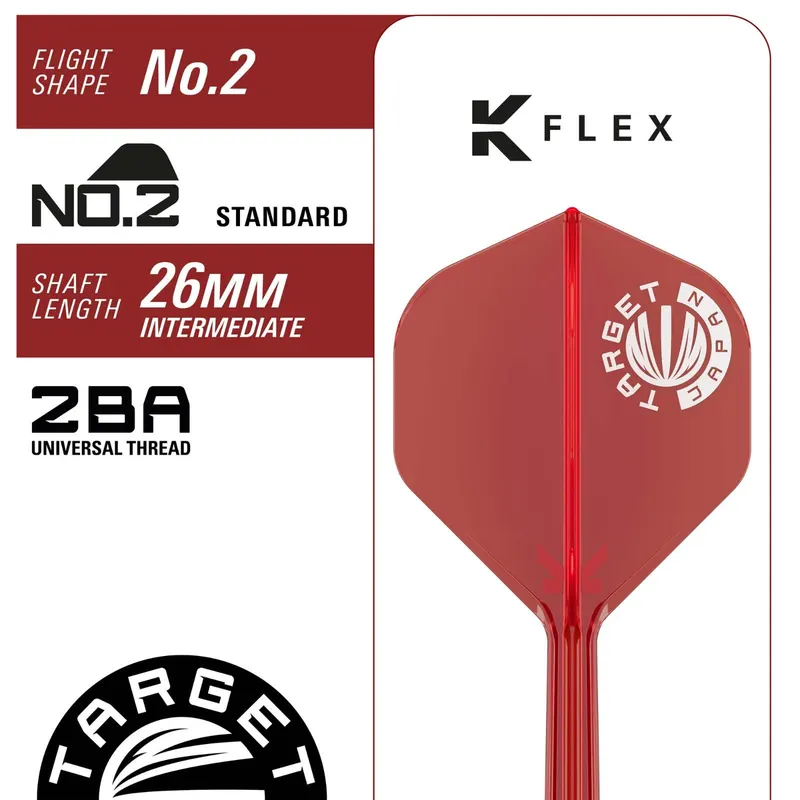 FLIGHT
SHAPE
No.2
NO.2
STANDARD
SHAFT
LENGTH
26MM
INTERMEDIATE
2BA
UNIVERSAL THREAD
TARGET
K FLEX
TARGET
JAPAN
K